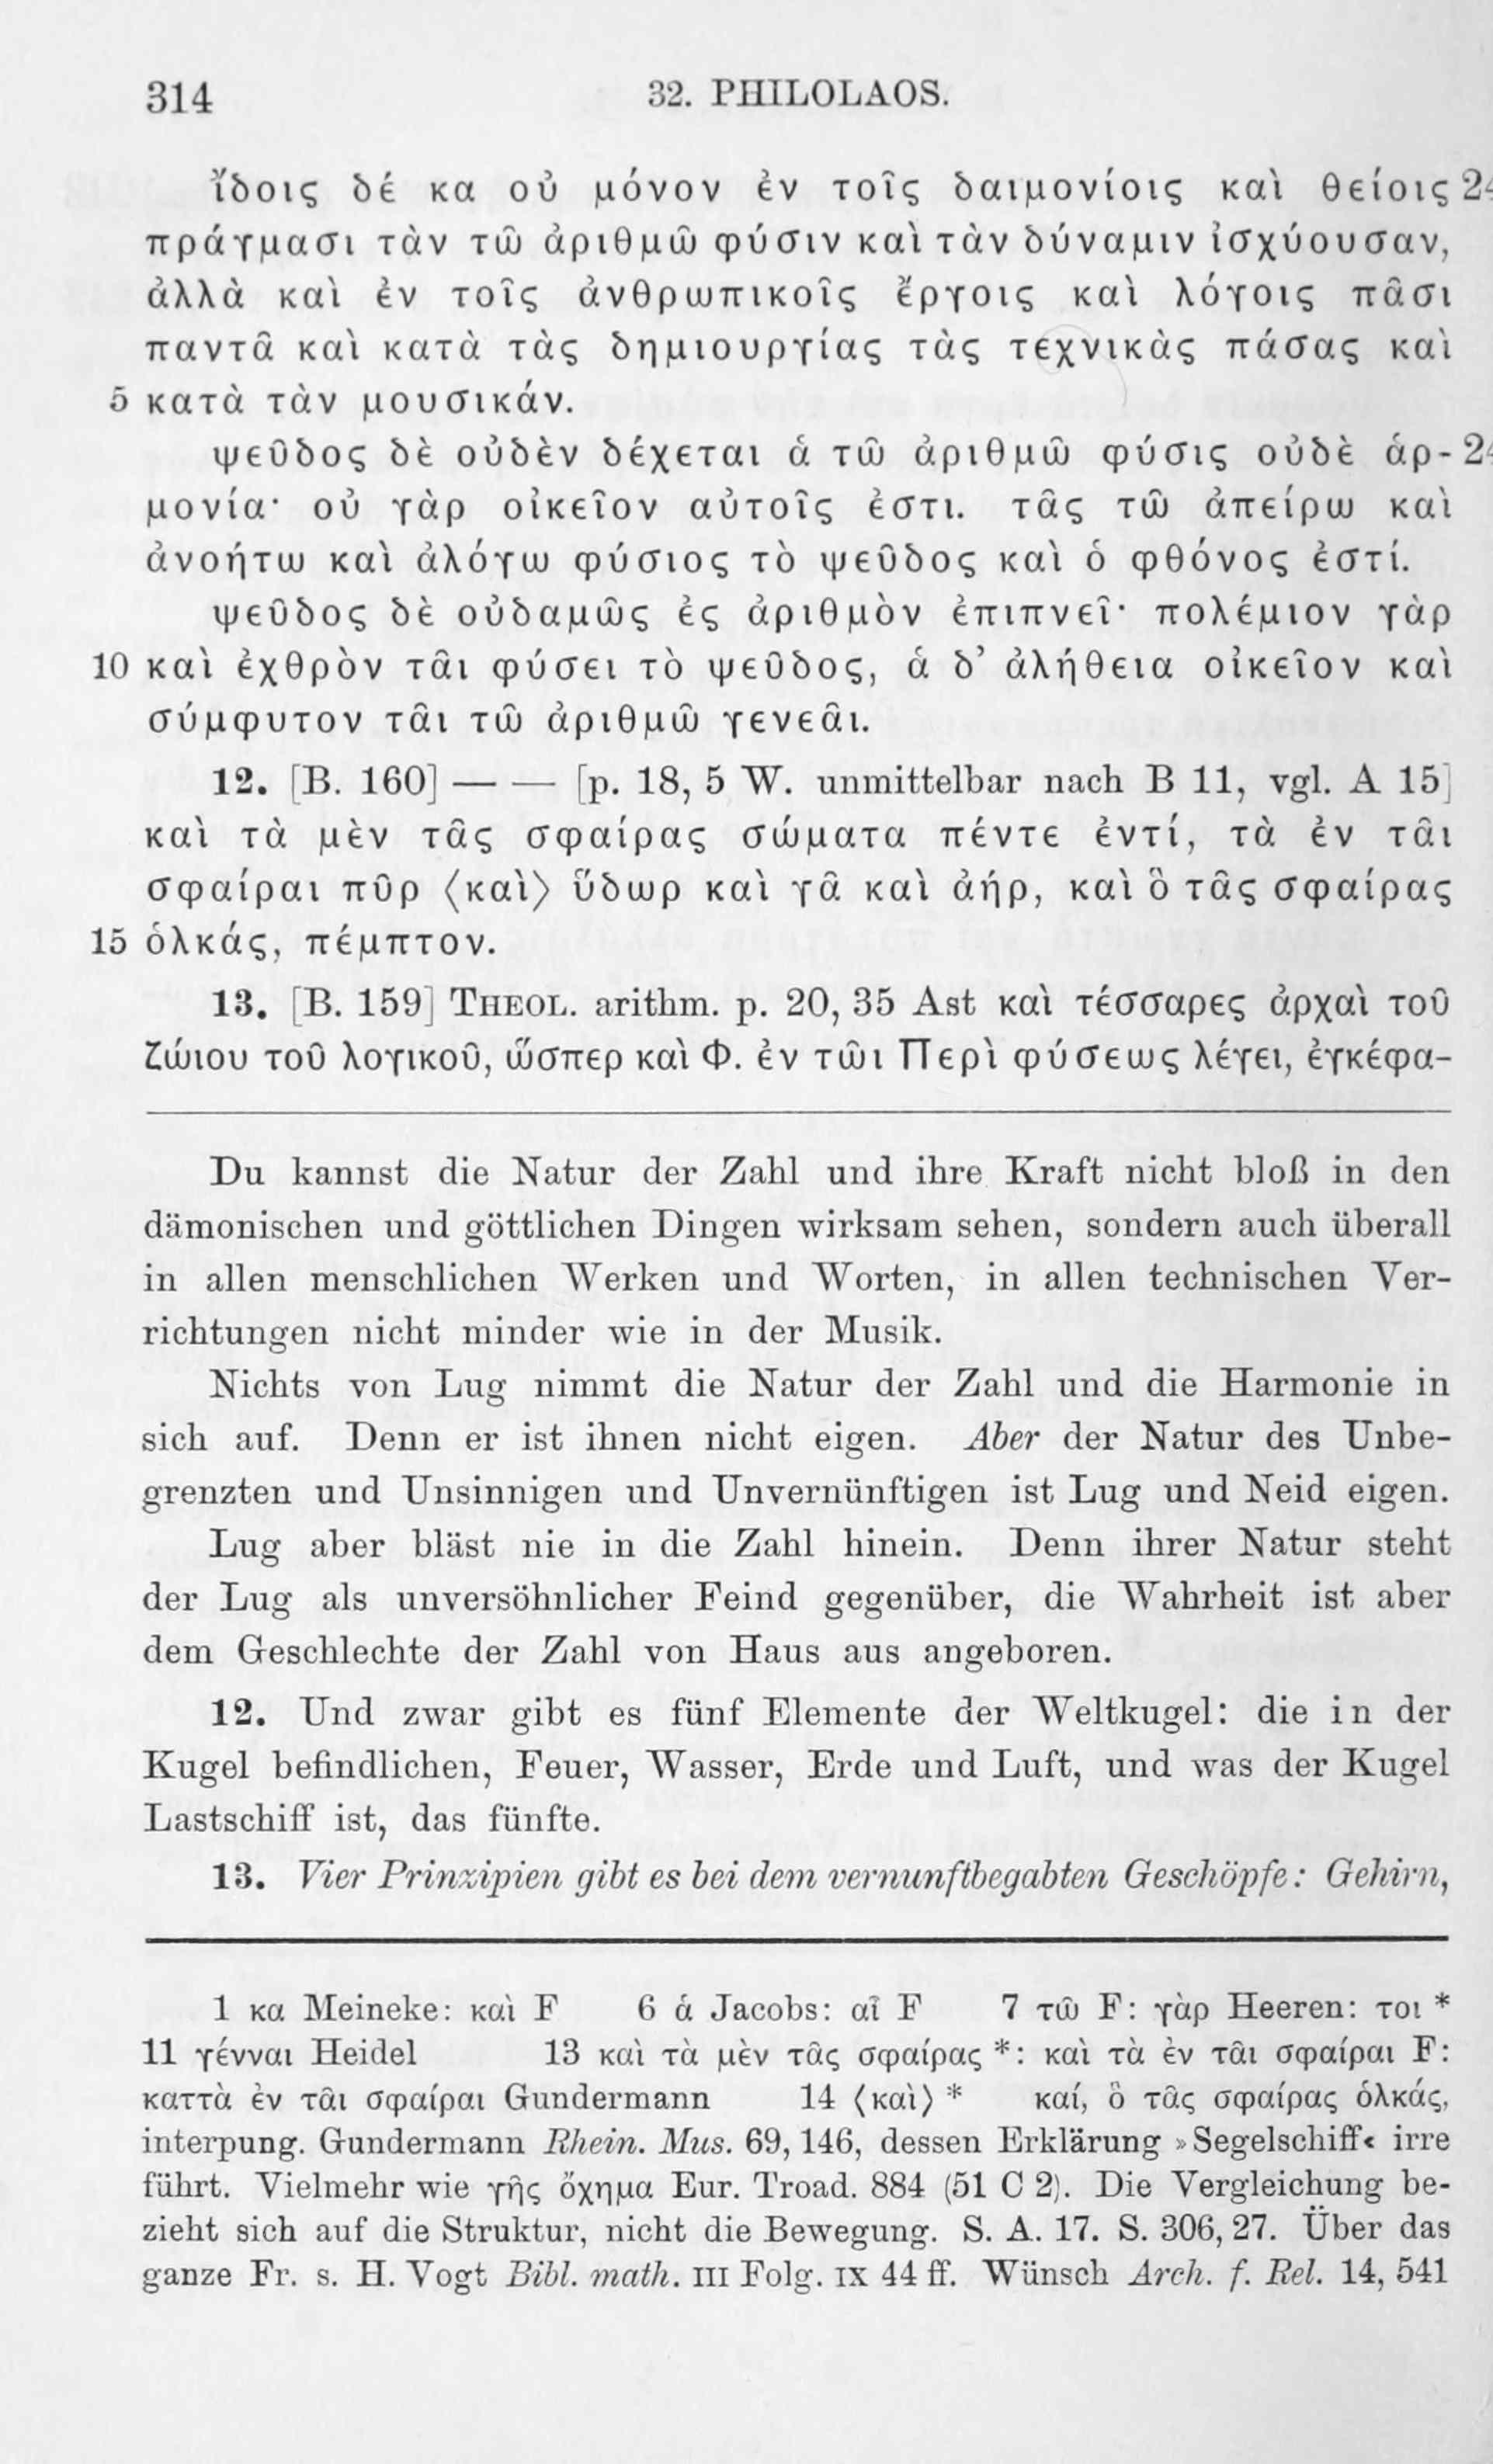 314 32. PHILOLAOS.
ἴδοις δέ κα οὐ μόνον ἐν τοῖς δαιμονίοις καὶ θείοις
πράγμασι τὰν τῶ ἀριθμῶ φύσιν καὶ τὰν δύναμιν ἰσχύουσαν,
ἀλλὰ καὶ ἐν τοῖς ἀνθρωπικοῖς ἔργοις καὶ λόγοις πᾶσι
παντᾶ καὶ κατὰ τὰς δημιουργίας τὰς τεχνικὰς πάσας καὶ
5 κατὰ τὰν μουσικάν.
ψεῦδος δὲ οὐδὲν δέχεται ἁ τῶ ἀριθμῶ φύσις οὐδὲ ἁρ-
μονία· οὐ γὰρ οἰκεῖον αὐτοῖς ἐστι. τᾶς τῶ ἀπείρω καὶ
ἀνοήτω καὶ ἀλόγω φύσιος τὸ ψεῦδος καὶ ὁ φθόνος ἐστί.
ψεῦδος δὲ οὐδαμῶς ἐς ἀριθμὸν ἐπιπνεῖ· πολέμιον γὰρ
10 καὶ ἐχθρὸν τᾶι φύσει τὸ ψεῦδος, ἁ δ’ ἀλήθεια οἰκεῖον καὶ
σύμφυτον τᾶι τῶ ἀριθμῶ γενεᾶι.
12. [B. 160] — — [p. 18, 5 W. unmittelbar nach B 11, vgl. A 15]
καὶ τὰ μὲν τᾶς σφαίρας σώματα πέντε ἐντί, τὰ ἐν τᾶι
σφαίραι πῦρ ⟨καὶ⟩ ὕδωρ καὶ γᾶ καὶ ἀήρ, καὶ ὃ τᾶς σφαίρας
15 ὁλκάς, πέμπτον.
13. [B. 159] THEOL. arithm. p. 20, 35 Ast καὶ τέσσαρες ἀρχαὶ τοῦ
ζώιου τοῦ λογικοῦ, ὥσπερ καὶ Φ. ἐν τῶι Περὶ φύσεως λέγει, ἐγκέφα-
Du kannst die Natur der Zahl und ihre Kraft nicht bloß in den
dämonischen und göttlichen Dingen wirksam sehen, sondern auch überall
in allen menschlichen Werken und Worten, in allen technischen Ver-
richtungen nicht minder wie in der Musik.
Nichts von Lug nimmt die Natur der Zahl und die Harmonie in
sich auf. Denn er ist ihnen nicht eigen. Aber der Natur des Unbe-
grenzten und Unsinnigen und Unvernünftigen ist Lug und Neid eigen.
Lug aber bläst nie in die Zahl hinein. Denn ihrer Natur steht
der Lug als unversöhnlicher Feind gegenüber, die Wahrheit ist aber
dem Geschlechte der Zahl von Haus aus angeboren.
12. Und zwar gibt es fünf Elemente der Weltkugel: die in der
Kugel befindlichen, Feuer, Wasser, Erde und Luft, und was der Kugel
Lastschiff ist, das fünfte.
13. Vier Prinzipien gibt es bei dem vernunftbegabten Geschöpfe: Gehirn,
1 κα Meineke: καὶ F 6 ἁ Jacobs: αἳ F 7 τῶ F: γὰρ Heeren: τοι *
11 γένναι Heidel 13 καὶ τὰ μὲν τᾶς σφαίρας *: καὶ τὰ ἐν τᾶι σφαίραι F:
καττὰ ἐν τᾶι σφαίραι Gundermann 14 ⟨καὶ⟩ * καί, ὃ τᾶς σφαίρας ὁλκάς,
interpung. Gundermann Rhein. Mus. 69, 146, dessen Erklärung »Segelschiff« irre
führt. Vielmehr wie γῆς ὄχημα Eur. Troad. 884 (51 C 2). Die Vergleichung be-
zieht sich auf die Struktur, nicht die Bewegung. S. A. 17. S. 306, 27. Über das
ganze Fr. s. H. Vogt Bibl. math. III Folg. IX 44 ff. Wünsch Arch. f. Rel. 14, 541